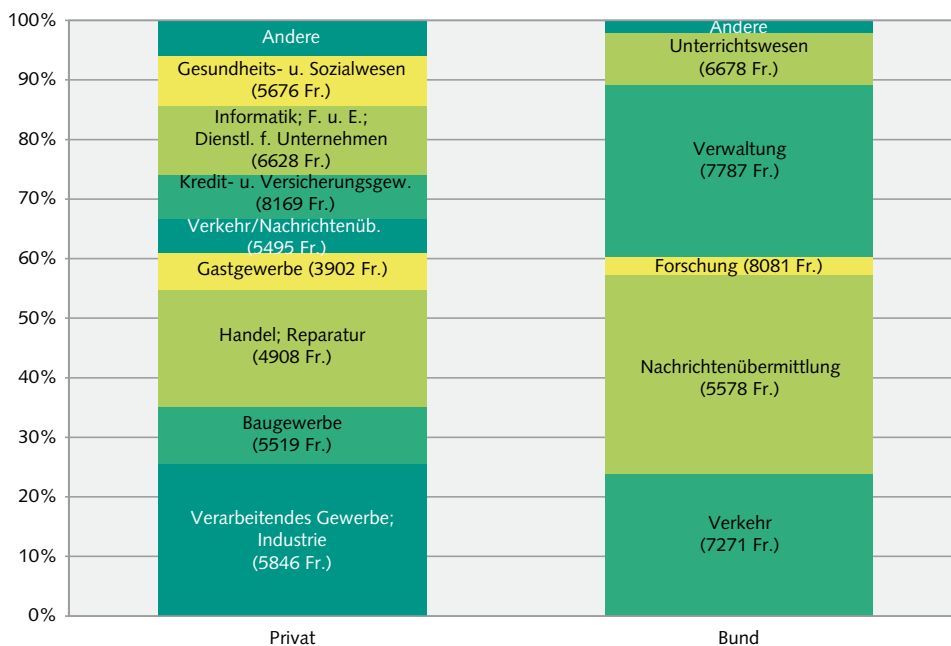 100%
90%
80%
70%
60%
50%
40%
30%
20%
10%
0%
Andere
Gesundheits- u. Sozialwesen
(5676 Fr.)
Informatik; F. u. E.;
Dienstl. f. Unternehmen
(6628 Fr.)
Kredit- u. Versicherungsgew.
(8169 Fr.)
Verkehr/Nachrichtenüb.
(5495 Fr.)
Gastgewerbe (3902 Fr.)
Handel; Reparatur
(4908 Fr.)
Baugewerbe
(5519 Fr.)
Verarbeitendes Gewerbe;
Industrie
(5846 Fr.)
Andere
Unterrichtswesen
(6678 Fr.)
Verwaltung
(7787 Fr.)
Forschung (8081 Fr.)
Nachrichtenübermittlung
(5578 Fr.)
Verkehr
(7271 Fr.)
Privat
Bund